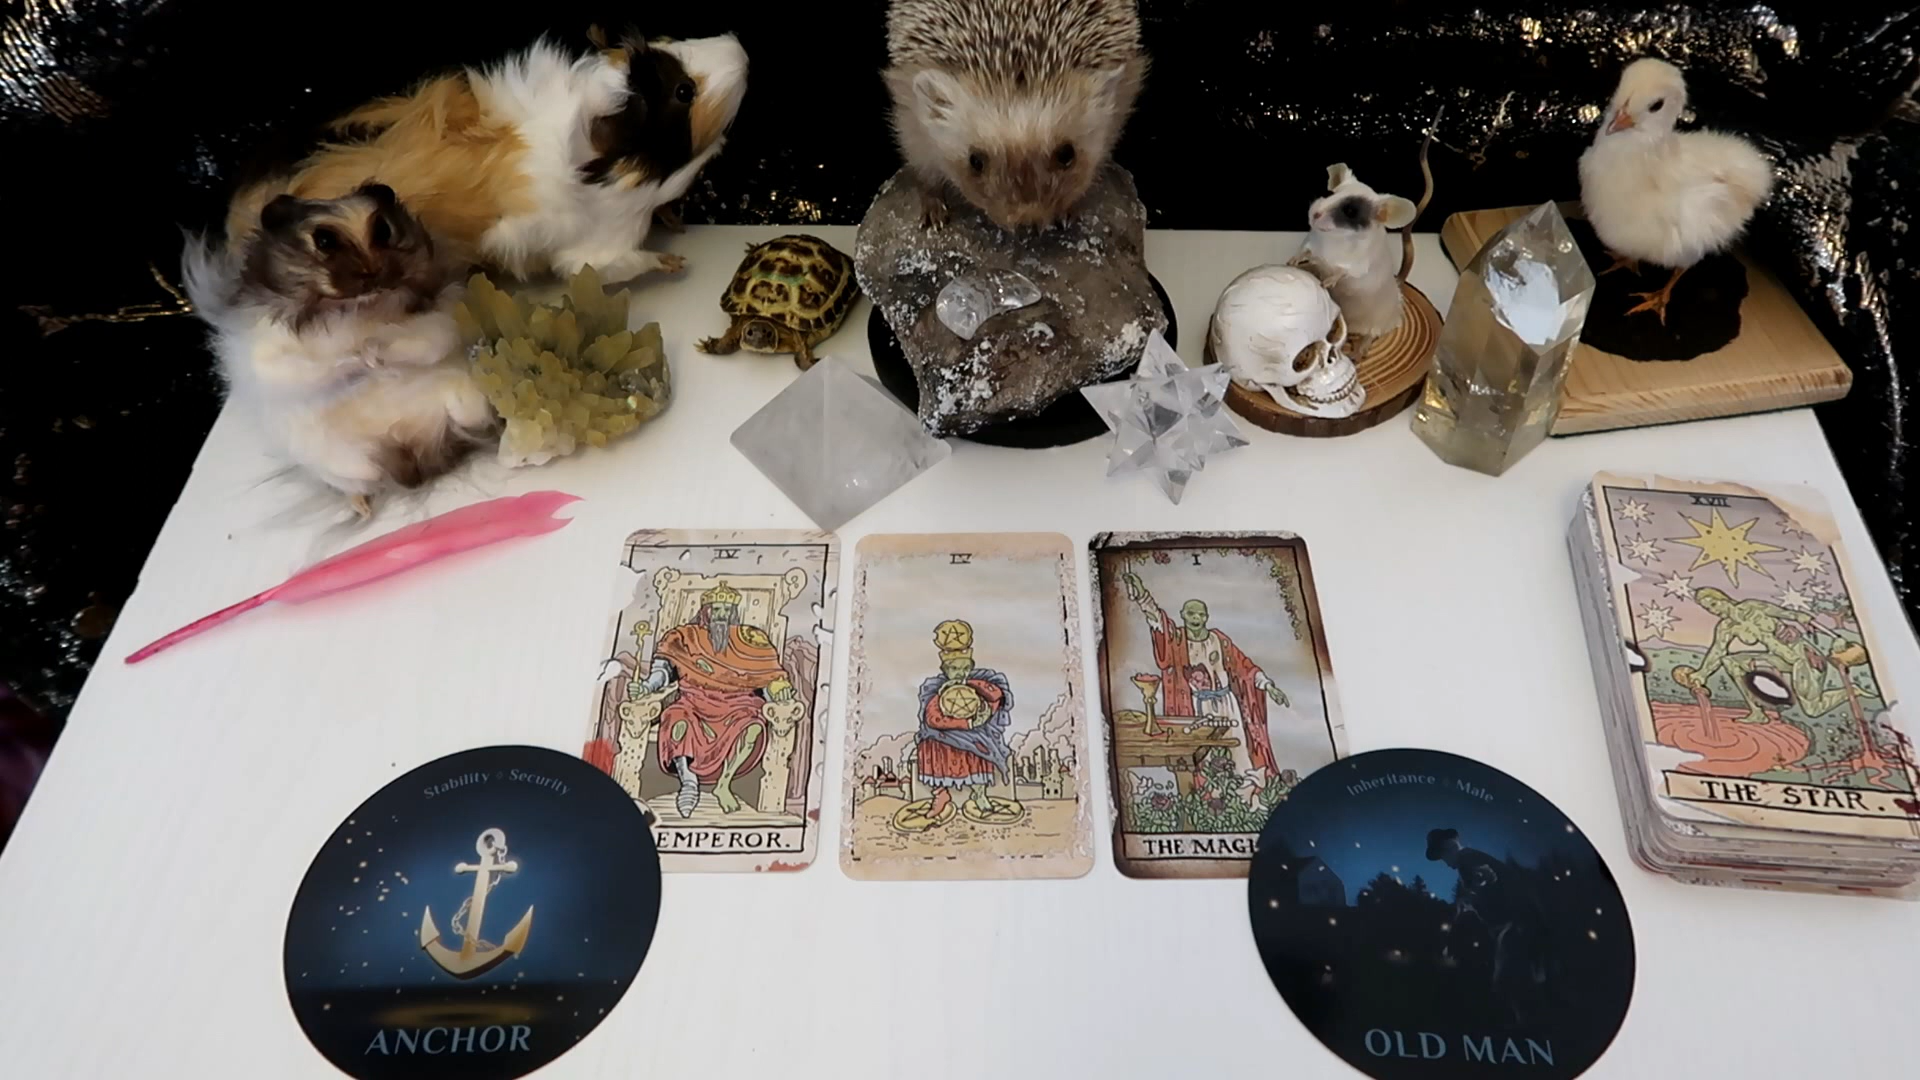 IV
IV
I
XVII
EMPEROR.
THE MAGI
THE STAR.
Stability ◊ Security
ANCHOR
Inheritance ◊ Male
OLD MAN